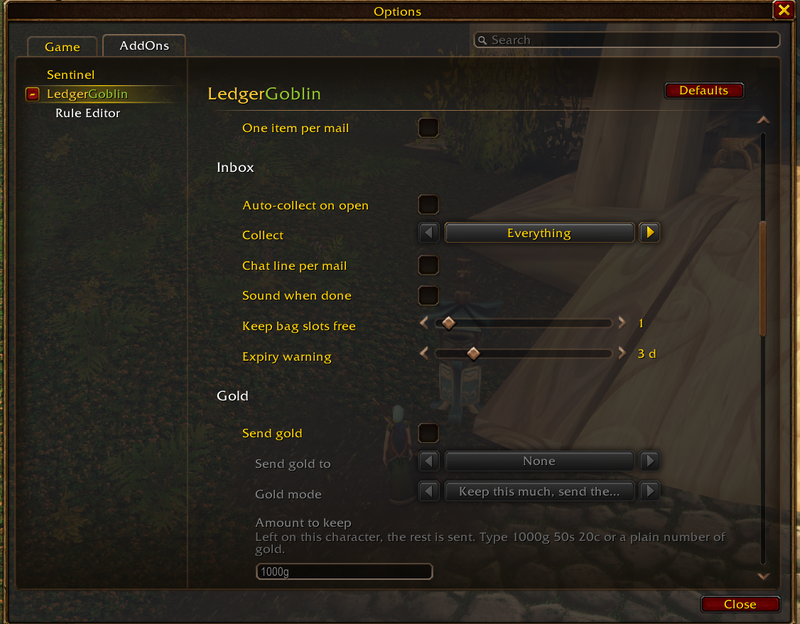 Options
Game
AddOns
Search
Sentinel
LedgerGoblin
Rule Editor
LedgerGoblin
Defaults
One item per mail
Inbox
Auto-collect on open
Collect
Everything
Chat line per mail
Sound when done
Keep bag slots free
1
Expiry warning
3 d
Gold
Send gold
Send gold to
None
Gold mode
Keep this much, send the...
Amount to keep
Left on this character, the rest is sent. Type 1000g 50s 20c or a plain number of
gold.
1000g
Close